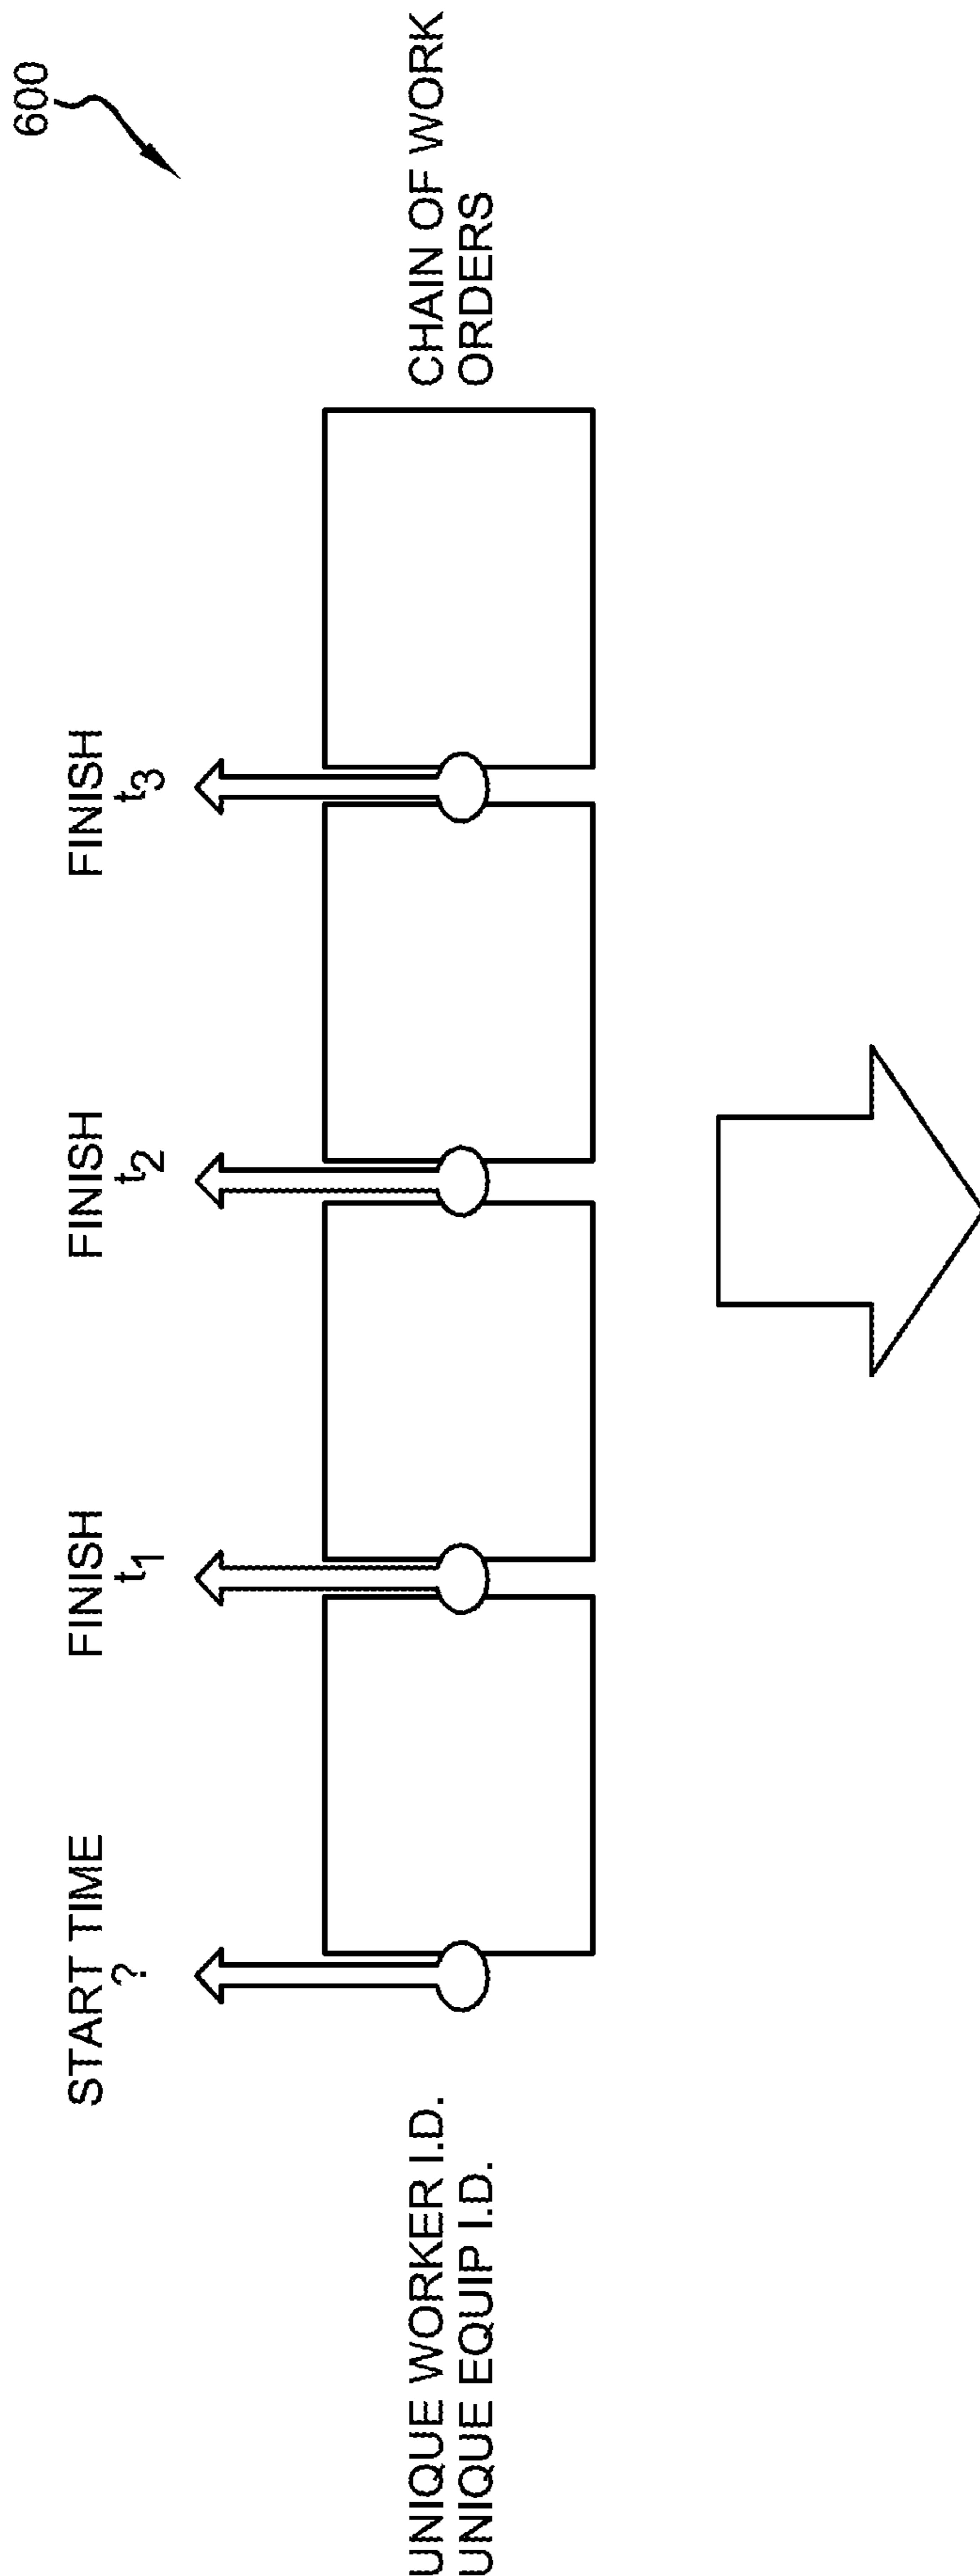 600
START TIME
?
FINISH
t1
FINISH
t2
FINISH
t3
UNIQUE WORKER I.D.
UNIQUE EQUIP I.D.
CHAIN OF WORK
ORDERS